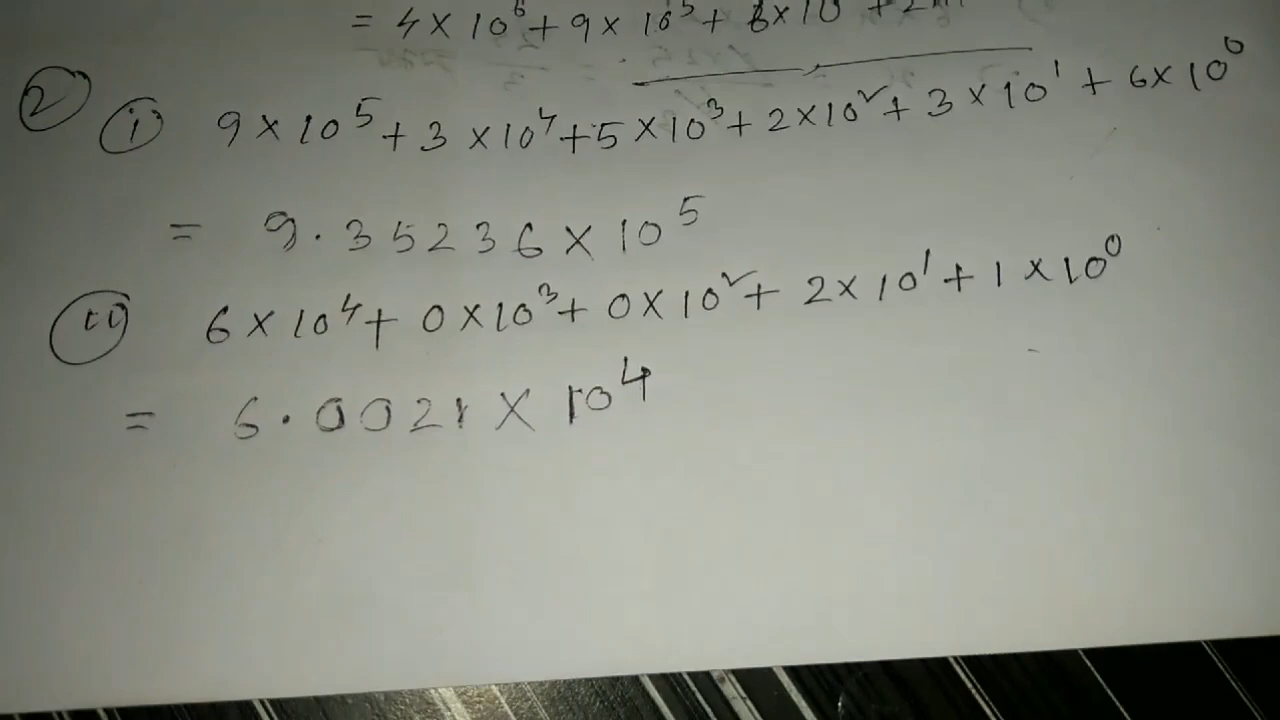 = 4 × 10⁶ + 9 × 10⁵ + 8 × 10 + 2
② (i) 9 × 10⁵ + 3 × 10⁴ + 5 × 10³ + 2 × 10² + 3 × 10¹ + 6 × 10⁰
= 9.35236 × 10⁵
(ii) 6 × 10⁴ + 0 × 10³ + 0 × 10² + 2 × 10¹ + 1 × 10⁰
= 6.0021 × 10⁴